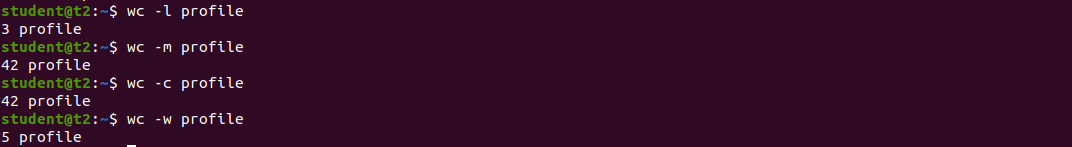 student@t2:~$ wc -l profile
3 profile
student@t2:~$ wc -m profile
42 profile
student@t2:~$ wc -c profile
42 profile
student@t2:~$ wc -w profile
5 profile